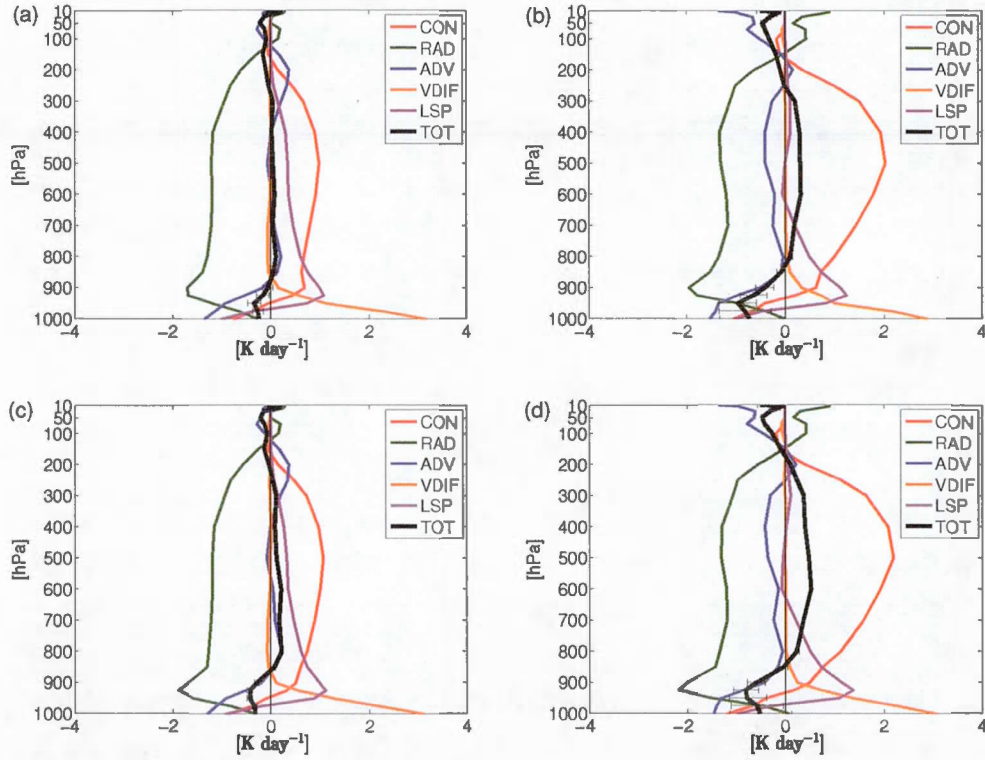 (a)
10
50
100
200
300
400
500
600
700
800
900
1000
[hPa]
−4 −2 0 2 4
[K day⁻¹]
CON
RAD
ADV
VDIF
LSP
TOT
(b)
10
50
100
200
300
400
500
600
700
800
900
1000
[hPa]
−4 −2 0 2 4
[K day⁻¹]
CON
RAD
ADV
VDIF
LSP
TOT
(c)
10
50
100
200
300
400
500
600
700
800
900
1000
[hPa]
−4 −2 0 2 4
[K day⁻¹]
CON
RAD
ADV
VDIF
LSP
TOT
(d)
10
50
100
200
300
400
500
600
700
800
900
1000
[hPa]
−4 −2 0 2 4
[K day⁻¹]
CON
RAD
ADV
VDIF
LSP
TOT